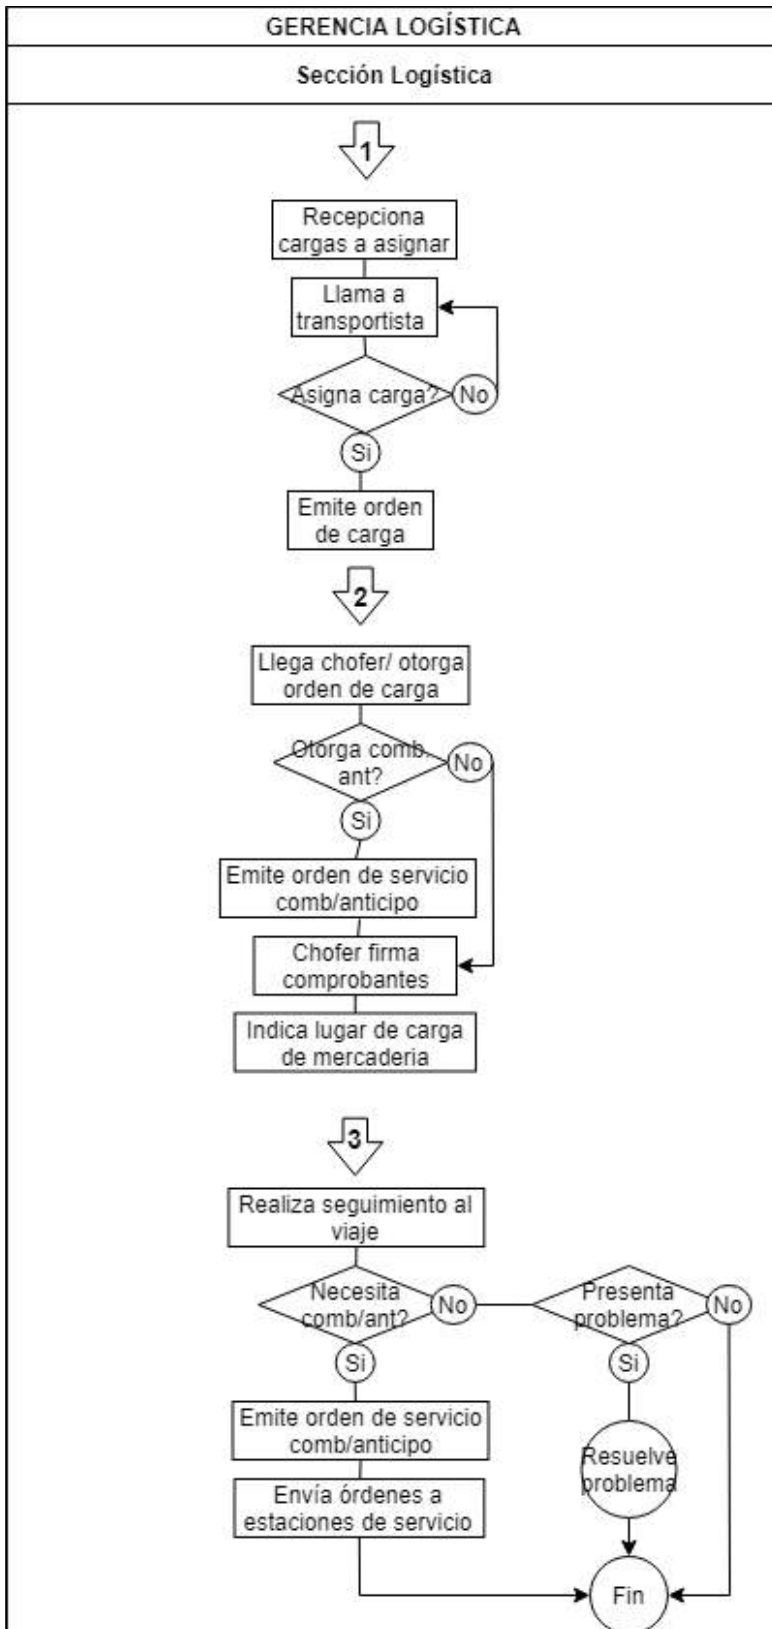 GERENCIA LOGÍSTICA
Sección Logística
1
Recepciona
cargas a asignar
Llama a
transportista
Asigna carga?
No
Si
Emite orden
de carga
2
Llega chofer/ otorga
orden de carga
Otorga comb.
ant?
No
Si
Emite orden de servicio
comb/anticipo
Chofer firma
comprobantes
Indica lugar de carga
de mercaderia
3
Realiza seguimiento al
viaje
Necesita
comb/ant?
No
Presenta
problema?
No
Si
Si
Emite orden de servicio
comb/anticipo
Resuelve
problema
Envía órdenes a
estaciones de servicio
Fin